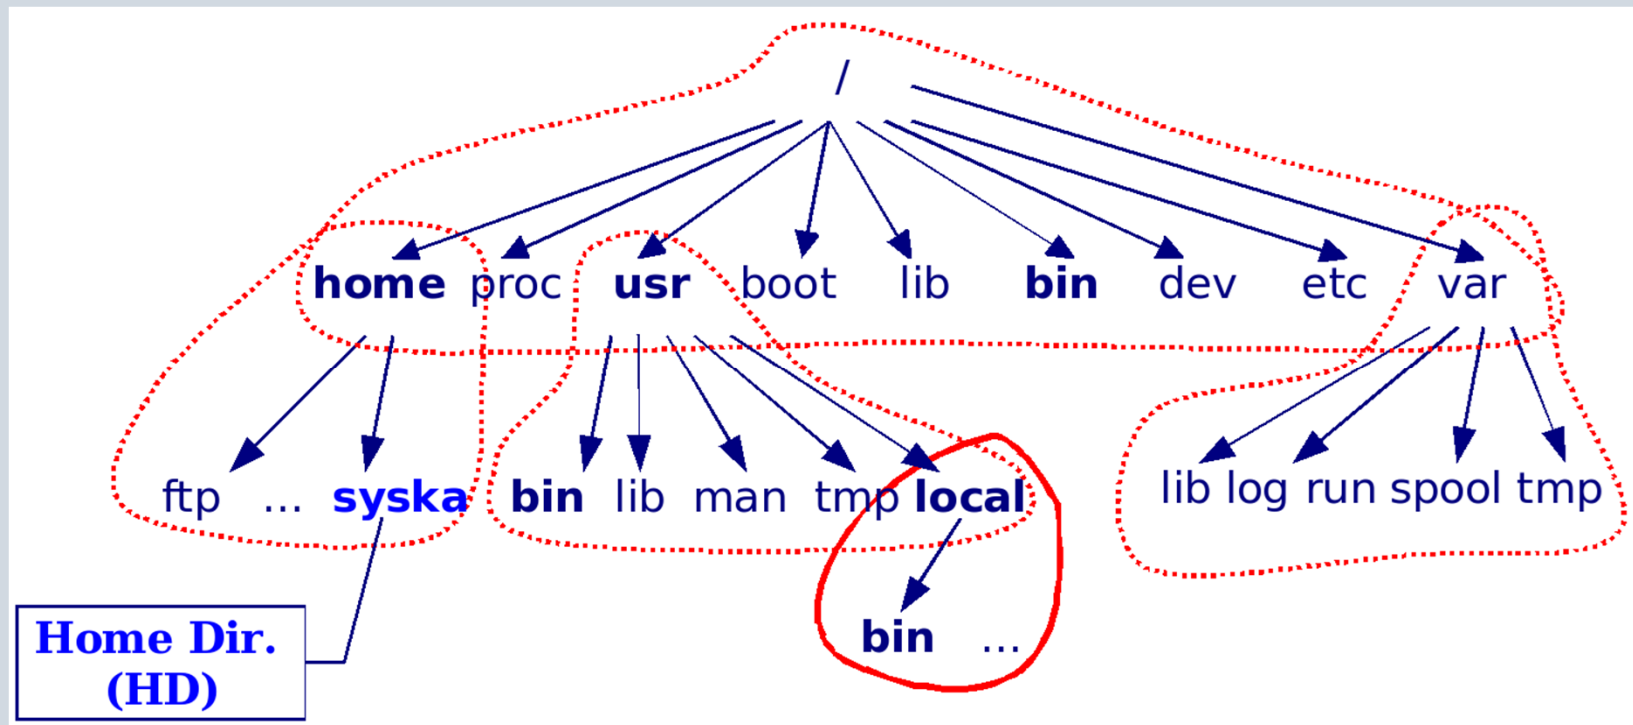 /
home proc usr boot lib bin dev etc var
ftp ... syska bin lib man tmp local lib log run spool tmp
Home Dir.
(HD)
bin ...